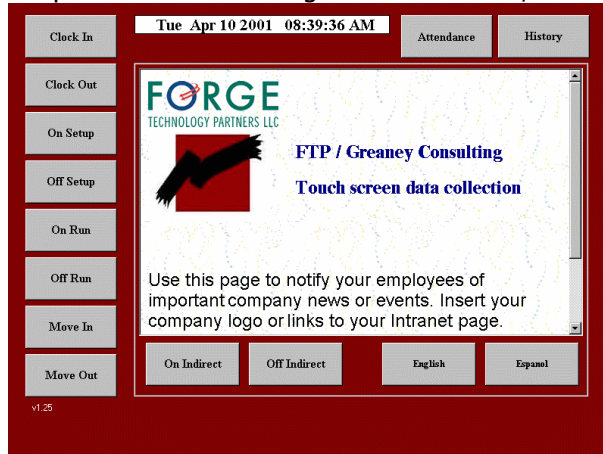 Clock In
Tue Apr 10 2001 08:39:36 AM
Attendance
History
Clock Out
On Setup
Off Setup
On Run
Off Run
Move In
Move Out
FORGE
TECHNOLOGY PARTNERS LLC
FTP / Greaney Consulting
Touch screen data collection
Use this page to notify your employees of
important company news or events. Insert your
company logo or links to your Intranet page.
On Indirect
Off Indirect
English
Espanol
v1.25